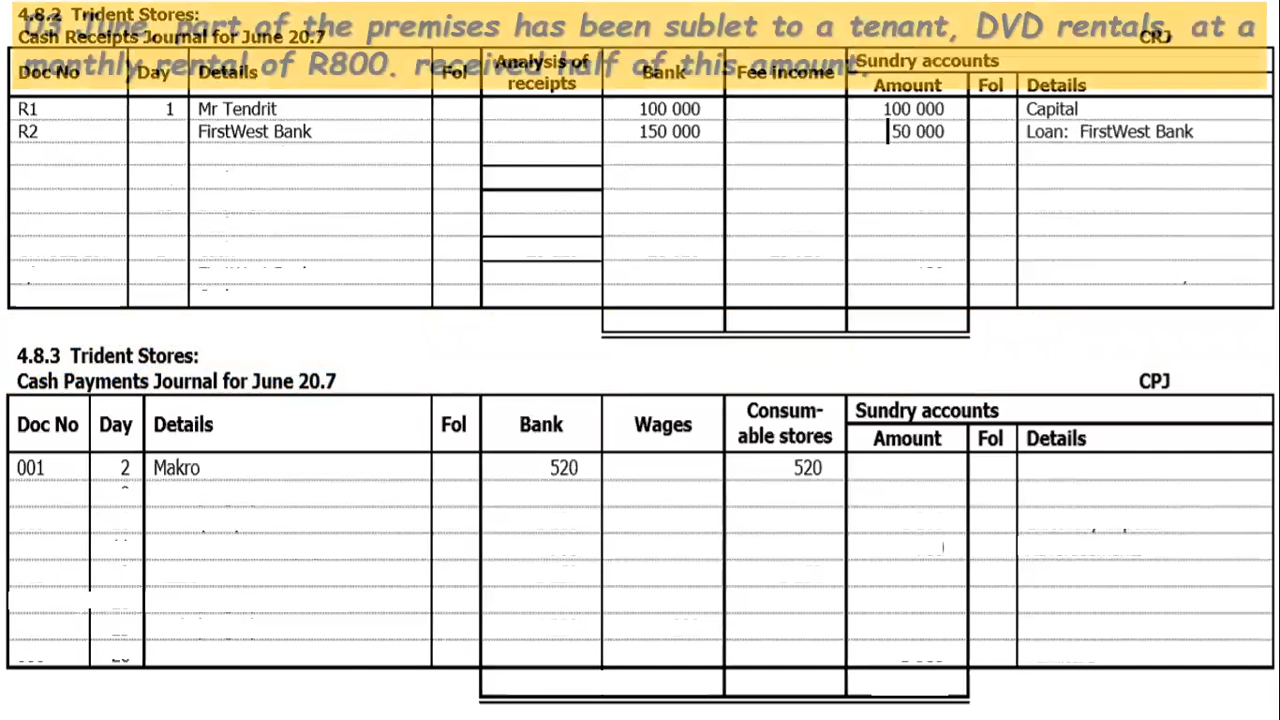 4.8.2 Trident Stores:
Cash Receipts Journal for June 20.7 CRJ
01 June, part of the premises has been sublet to a tenant, DVD rentals, at a
monthly rental of R800. received half of this amount.
Doc No Day Details Fol Analysis of receipts Bank Fee income Sundry accounts
Amount Fol Details
R1 1 Mr Tendrit 100 000 100 000 Capital
R2 FirstWest Bank 150 000 50 000 Loan: FirstWest Bank
4.8.3 Trident Stores:
Cash Payments Journal for June 20.7 CPJ
Doc No Day Details Fol Bank Wages Consum-able stores Sundry accounts
Amount Fol Details
001 2 Makro 520 520